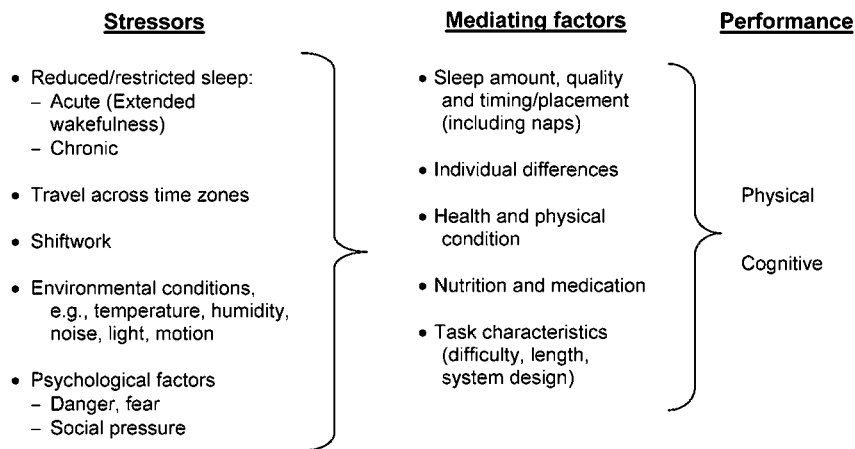 Stressors
• Reduced/restricted sleep:
– Acute (Extended
wakefulness)
– Chronic
• Travel across time zones
• Shiftwork
• Environmental conditions,
e.g., temperature, humidity,
noise, light, motion
• Psychological factors
– Danger, fear
– Social pressure
Mediating factors
• Sleep amount, quality
and timing/placement
(including naps)
• Individual differences
• Health and physical
condition
• Nutrition and medication
• Task characteristics
(difficulty, length,
system design)
Performance
Physical
Cognitive